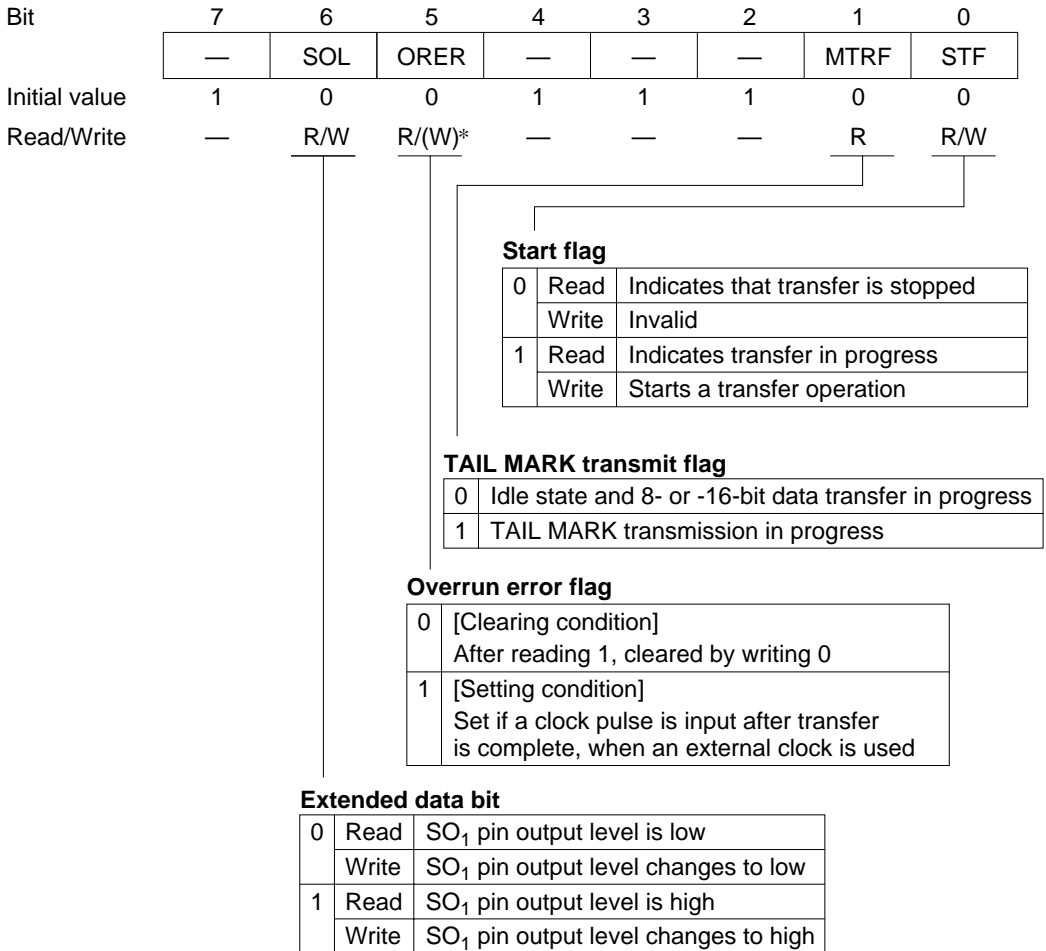 Bit 7 6 5 4 3 2 1 0
— SOL ORER — — — MTRF STF
Initial value 1 0 0 1 1 1 0 0
Read/Write — R/W R/(W)* — — — R R/W
Start flag
0 Read Indicates that transfer is stopped
Write Invalid
1 Read Indicates transfer in progress
Write Starts a transfer operation
TAIL MARK transmit flag
0 Idle state and 8- or -16-bit data transfer in progress
1 TAIL MARK transmission in progress
Overrun error flag
0 [Clearing condition]
After reading 1, cleared by writing 0
1 [Setting condition]
Set if a clock pulse is input after transfer
is complete, when an external clock is used
Extended data bit
0 Read SO₁ pin output level is low
Write SO₁ pin output level changes to low
1 Read SO₁ pin output level is high
Write SO₁ pin output level changes to high